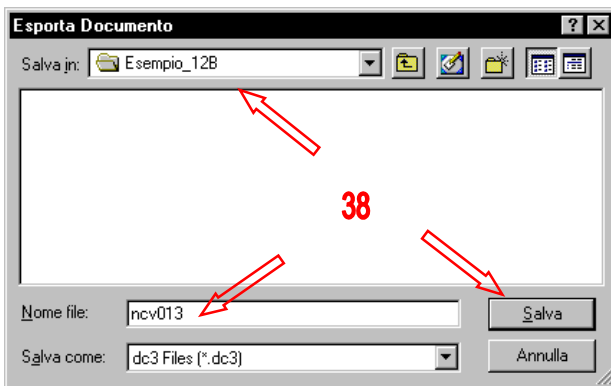 Esporta Documento
Salva in: Esempio_12B
38
Nome file: ncv013 Salva
Salva come: dc3 Files (*.dc3) Annulla